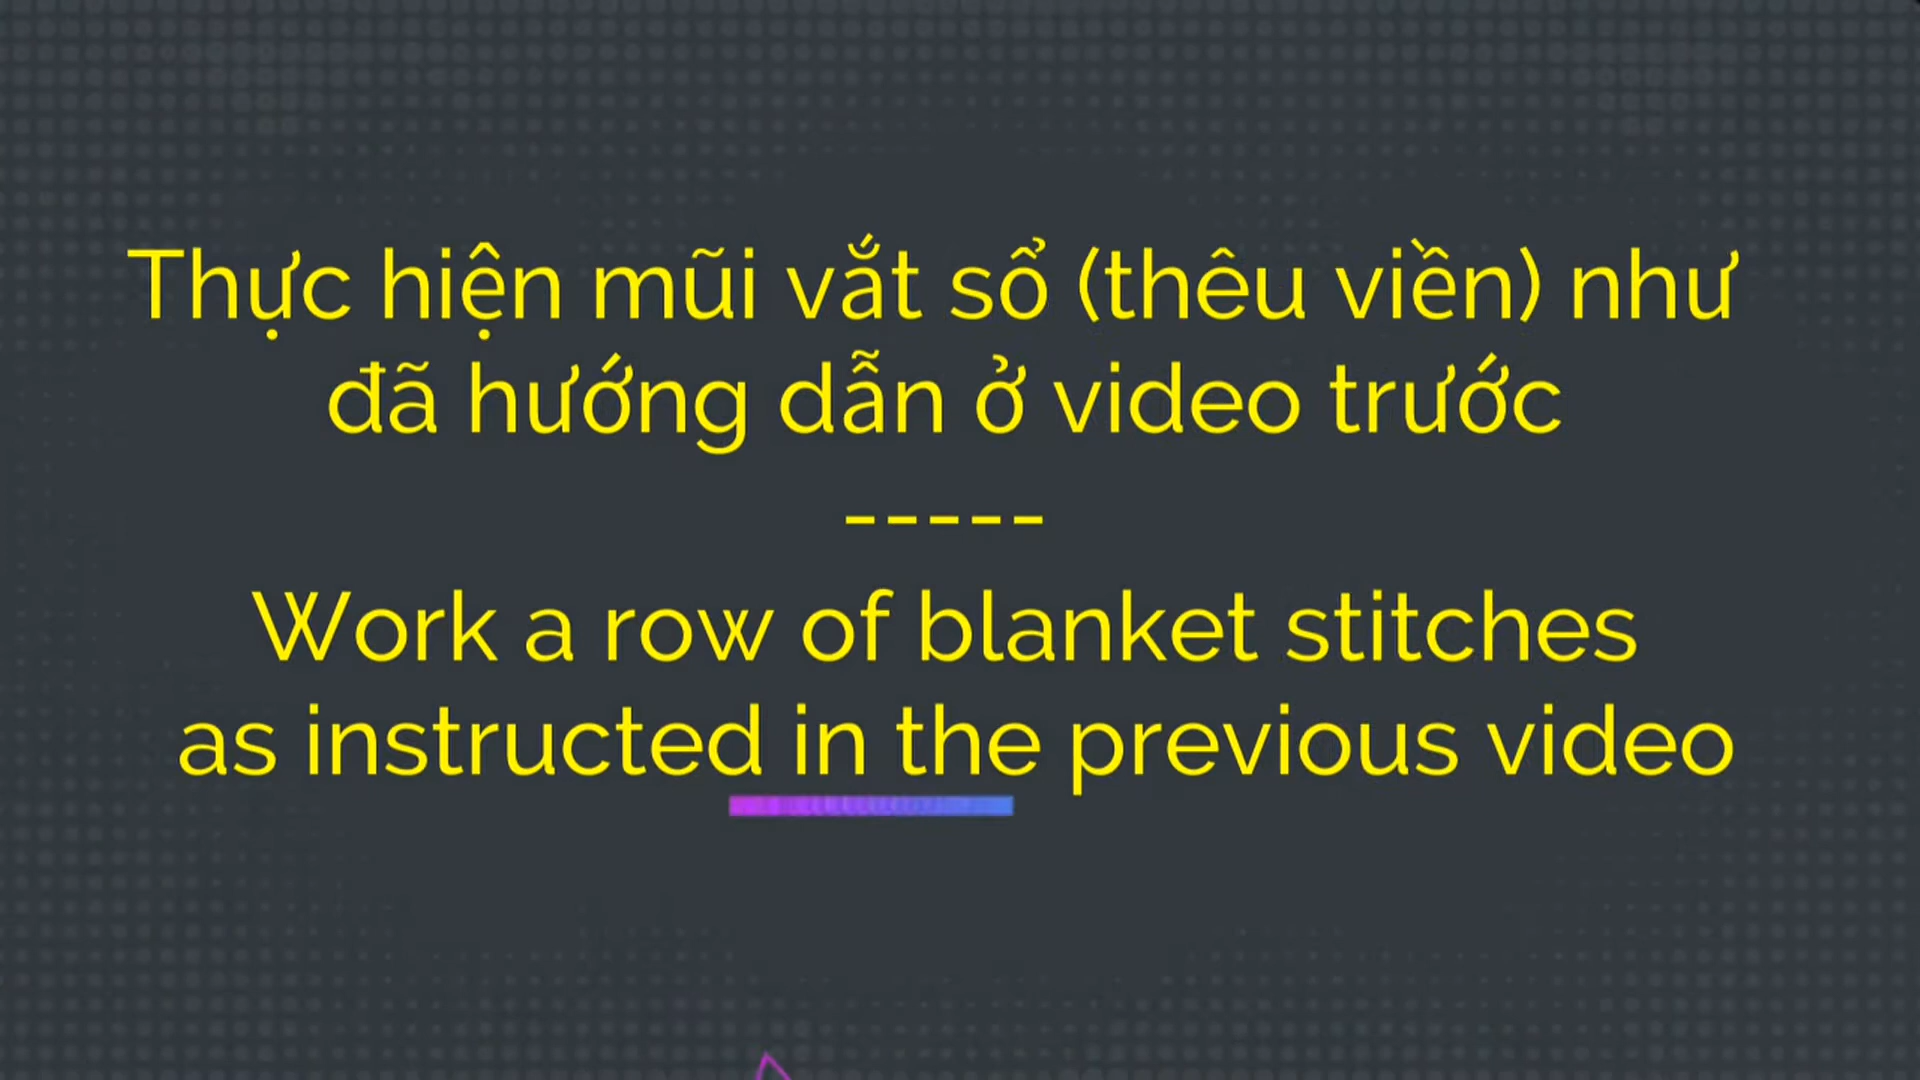 Thực hiện mũi vắt sổ (thêu viền) như
đã hướng dẫn ở video trước
-----
Work a row of blanket stitches
as instructed in the previous video